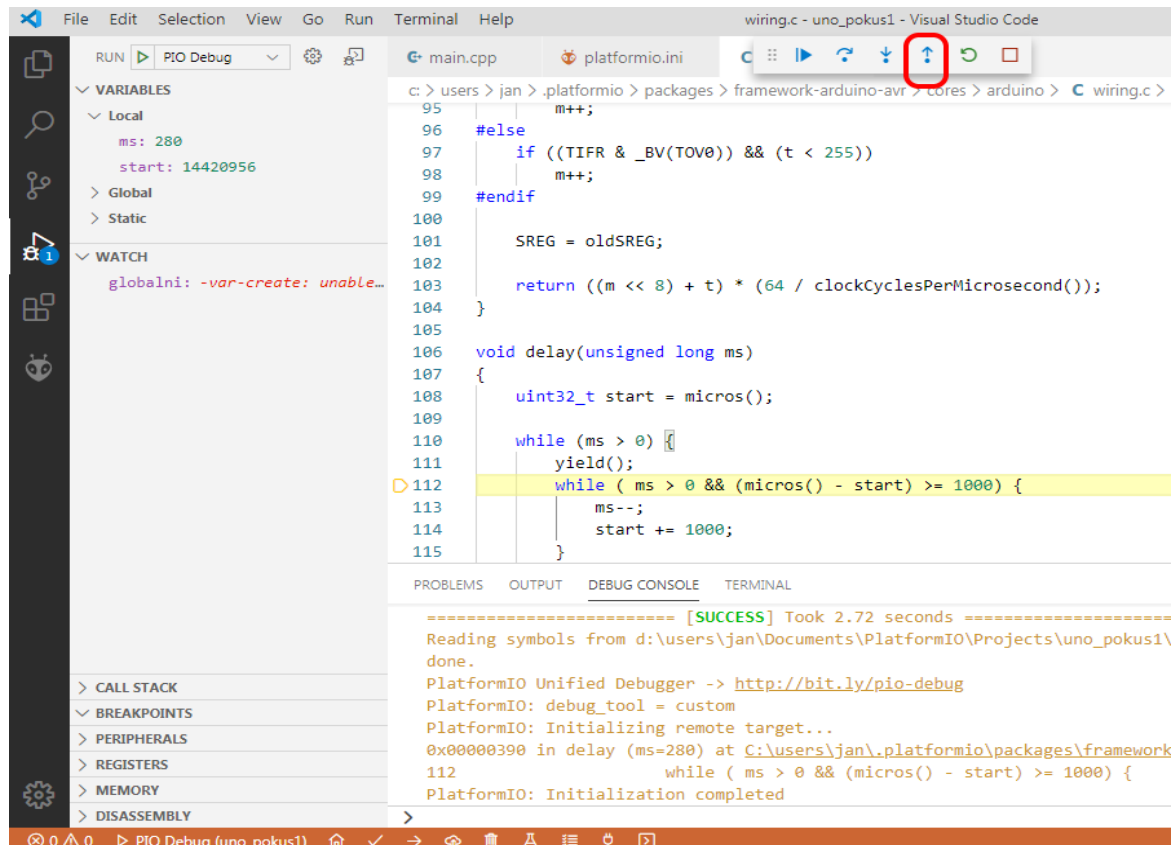 File Edit Selection View Go Run Terminal Help wiring.c - uno_pokus1 - Visual Studio Code
RUN PIO Debug
VARIABLES
Local
ms: 280
start: 14420956
Global
Static
WATCH
globalni: -var-create: unable…
CALL STACK
BREAKPOINTS
PERIPHERALS
REGISTERS
MEMORY
DISASSEMBLY
main.cpp platformio.ini C
c: > users > jan > .platformio > packages > framework-arduino-avr > cores > arduino > C wiring.c >
95 m++;
96 #else
97 if ((TIFR & _BV(TOV0)) && (t < 255))
98 m++;
99 #endif
100
101 SREG = oldSREG;
102
103 return ((m << 8) + t) * (64 / clockCyclesPerMicrosecond());
104 }
105
106 void delay(unsigned long ms)
107 {
108 uint32_t start = micros();
109
110 while (ms > 0) {
111 yield();
112 while ( ms > 0 && (micros() - start) >= 1000) {
113 ms--;
114 start += 1000;
115 }
PROBLEMS OUTPUT DEBUG CONSOLE TERMINAL
========================= [SUCCESS] Took 2.72 seconds =====================
Reading symbols from d:\users\jan\Documents\PlatformIO\Projects\uno_pokus1\
done.
PlatformIO Unified Debugger -> http://bit.ly/pio-debug
PlatformIO: debug_tool = custom
PlatformIO: Initializing remote target...
0x00000390 in delay (ms=280) at C:\users\jan\.platformio\packages\framework
112 while ( ms > 0 && (micros() - start) >= 1000) {
PlatformIO: Initialization completed
>
1
0 0 PIO Debug (uno_pokus1)